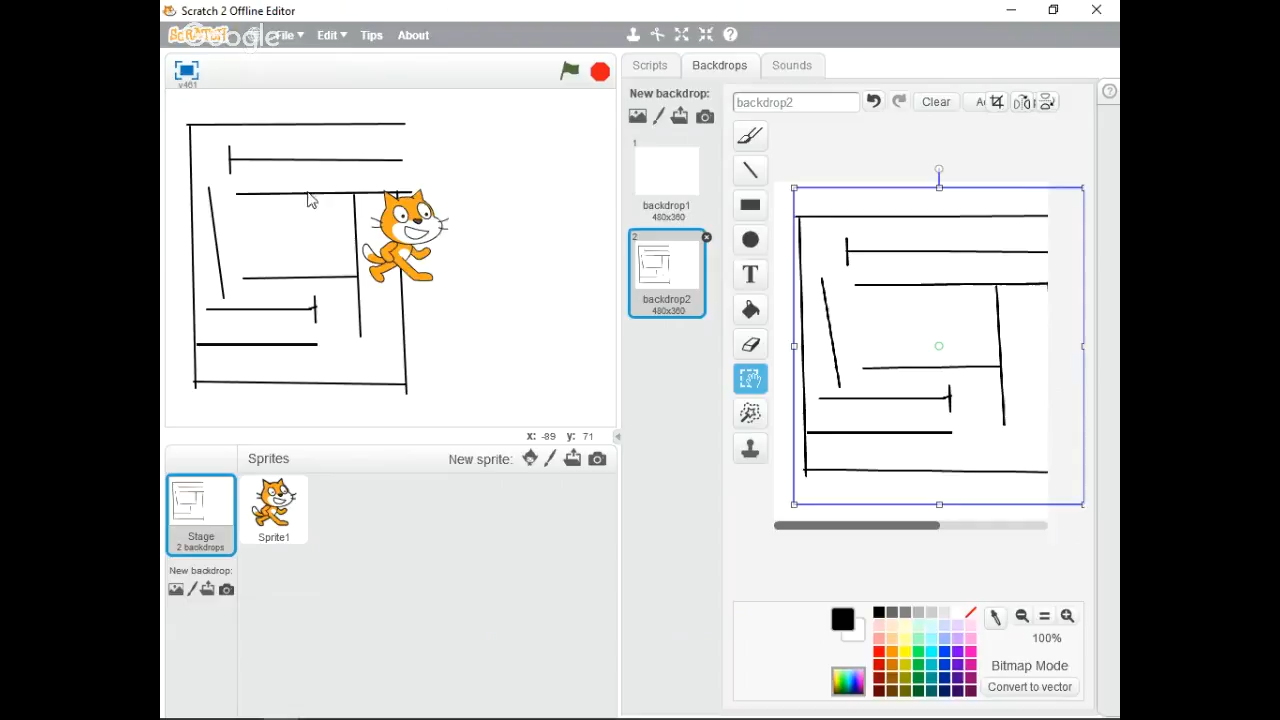 Scratch 2 Offline Editor
SCRATCH File Edit Tips About
Google
v461
Scripts Backdrops Sounds
New backdrop:
backdrop2
Clear
1
backdrop1
480x360
2
backdrop2
480x360
T
X: -89 y: 71
Sprites New sprite:
Stage
2 backdrops
Sprite1
New backdrop:
100%
Bitmap Mode
Convert to vector